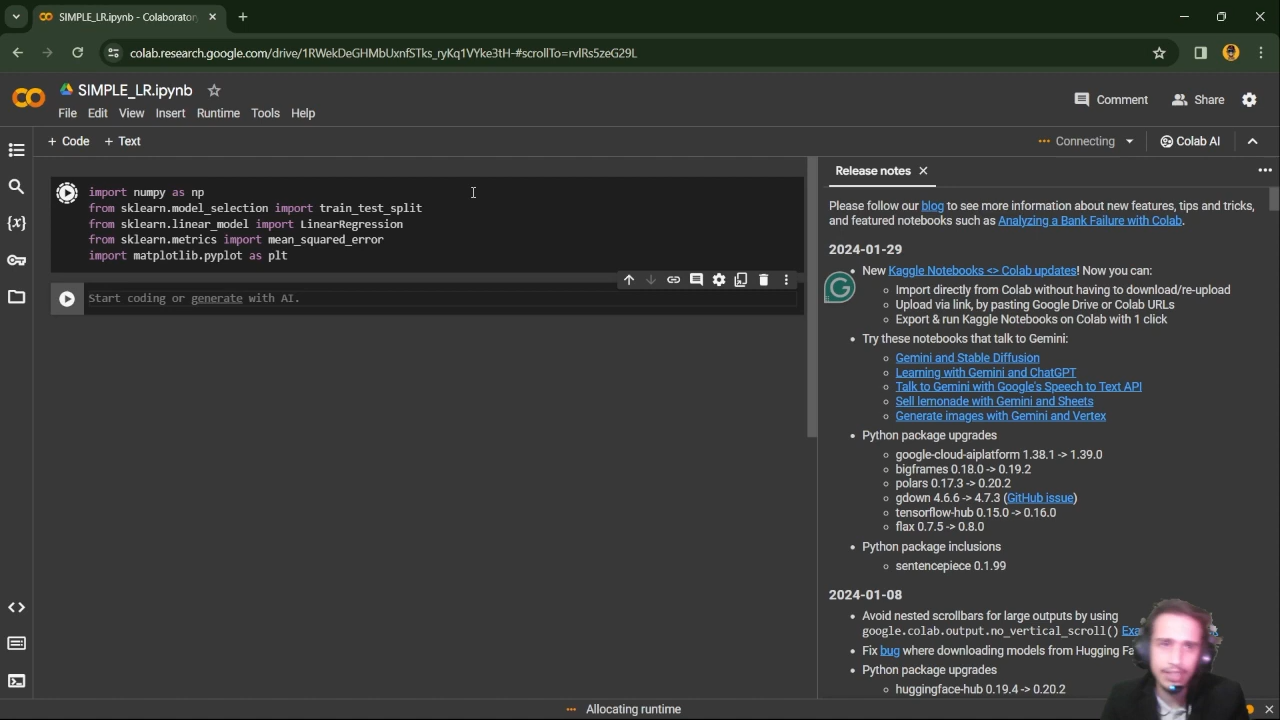 SIMPLE_LR.ipynb - Colaboratory
colab.research.google.com/drive/1RWekDeGHMbUxnfSTks_ryKq1VYke3tH-#scrollTo=rvlRs5zeG29L
SIMPLE_LR.ipynb
File Edit View Insert Runtime Tools Help
Comment Share
+ Code + Text
Connecting Colab AI
import numpy as np
from sklearn.model_selection import train_test_split
from sklearn.linear_model import LinearRegression
from sklearn.metrics import mean_squared_error
import matplotlib.pyplot as plt
Start coding or generate with AI.
Release notes
Please follow our blog to see more information about new features, tips and tricks,
and featured notebooks such as Analyzing a Bank Failure with Colab.
2024-01-29
New Kaggle Notebooks <> Colab updates! Now you can:
Import directly from Colab without having to download/re-upload
Upload via link, by pasting Google Drive or Colab URLs
Export & run Kaggle Notebooks on Colab with 1 click
Try these notebooks that talk to Gemini:
Gemini and Stable Diffusion
Learning with Gemini and ChatGPT
Talk to Gemini with Google's Speech to Text API
Sell lemonade with Gemini and Sheets
Generate images with Gemini and Vertex
Python package upgrades
google-cloud-aiplatform 1.38.1 -> 1.39.0
bigframes 0.18.0 -> 0.19.2
polars 0.17.3 -> 0.20.2
gdown 4.6.6 -> 4.7.3 (GitHub issue)
tensorflow-hub 0.15.0 -> 0.16.0
flax 0.7.5 -> 0.8.0
Python package inclusions
sentencepiece 0.1.99
2024-01-08
Avoid nested scrollbars for large outputs by using
google.colab.output.no_vertical_scroll()
Fix bug where downloading models from Hugging
Python package upgrades
huggingface-hub 0.19.4 -> 0.20.2
Allocating runtime